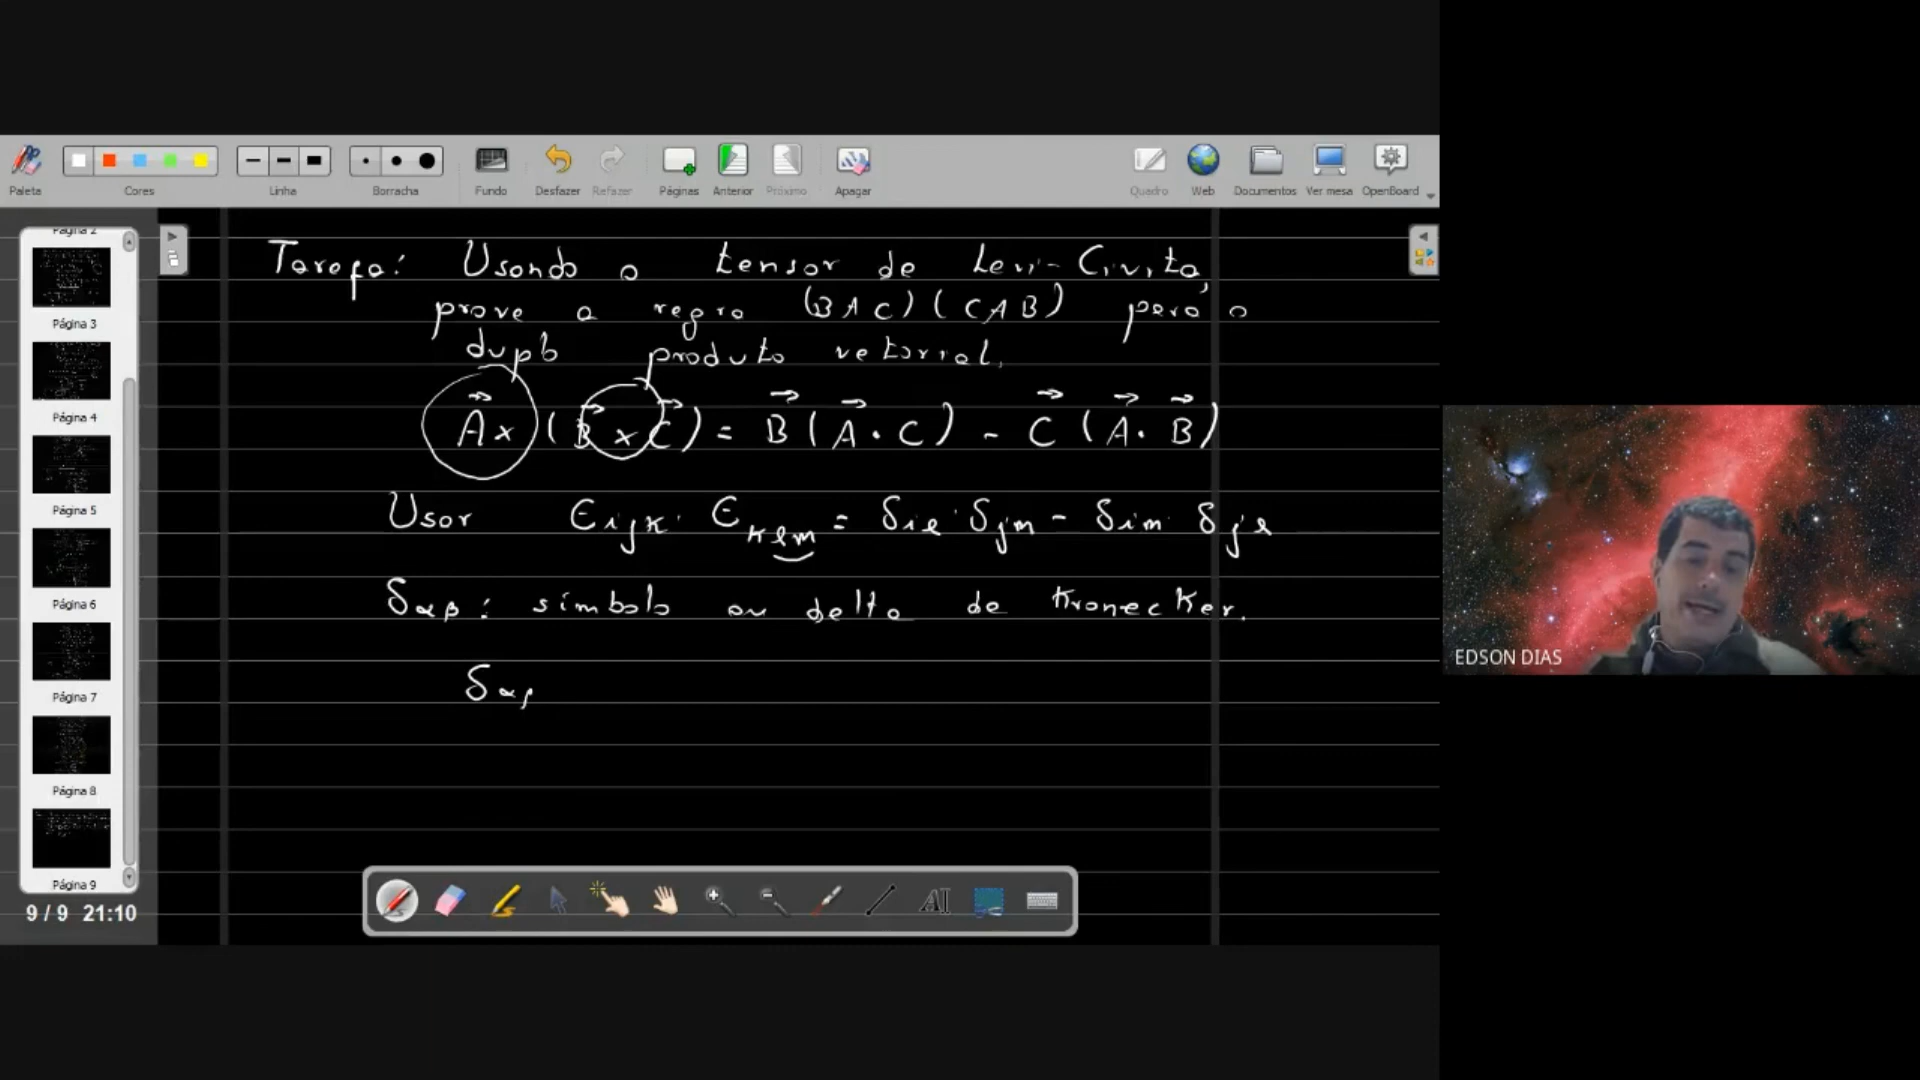 Paleta Cores Linha Borracha Fundo Desfazer Refazer Páginas Anterior Próximo Apagar Quadro Web Documentos Ver mesa OpenBoard
Página 2
Página 3
Página 4
Página 5
Página 6
Página 7
Página 8
Página 9
9 / 9 21:10
Tarefa: Usando o tensor de Levi-Civita,
prove a regra (BAC)(CAB) para o
duplo produto vetorial.
A⃗ × (B⃗ × C⃗) = B⃗ (A⃗ · C) - C⃗ (A⃗ · B⃗)
Usar ϵijk · ϵkℓm = δiℓ · δjm - δim · δjℓ
δαβ : símbolo ou delta de Kronecker.
δαβ
AI
EDSON DIAS